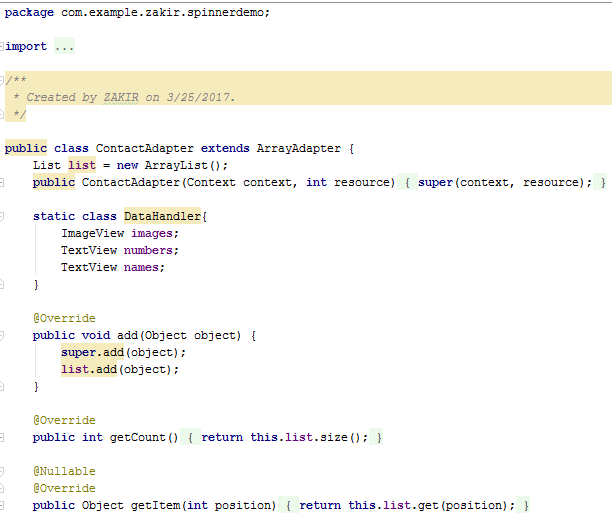 package com.example.zakir.spinnerdemo;
import ...
/**
* Created by ZAKIR on 3/25/2017.
*/
public class ContactAdapter extends ArrayAdapter {
List list = new ArrayList();
public ContactAdapter(Context context, int resource) { super(context, resource); }
static class DataHandler{
ImageView images;
TextView numbers;
TextView names;
}
@Override
public void add(Object object) {
super.add(object);
list.add(object);
}
@Override
public int getCount() { return this.list.size(); }
@Nullable
@Override
public Object getItem(int position) { return this.list.get(position); }